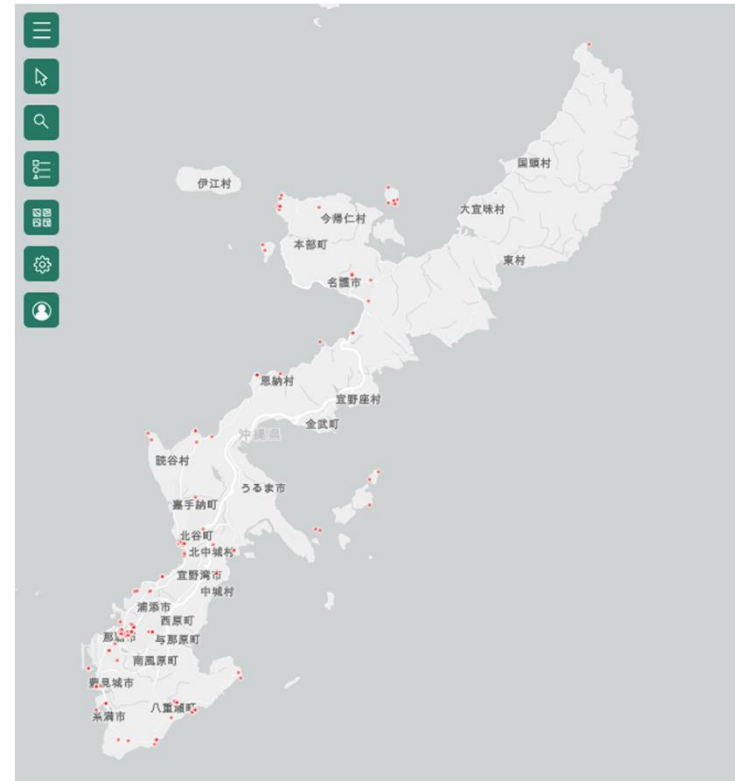 国頭村
伊江村
大宜味村
今帰仁村
本部町
東村
名護市
恩納村
宜野座村
金武町
沖縄県
読谷村
うるま市
嘉手納町
北谷町
北中城村
宜野湾市
中城村
浦添市
西原町
那覇市
与那原町
南風原町
豊見城市
八重瀬町
糸満市